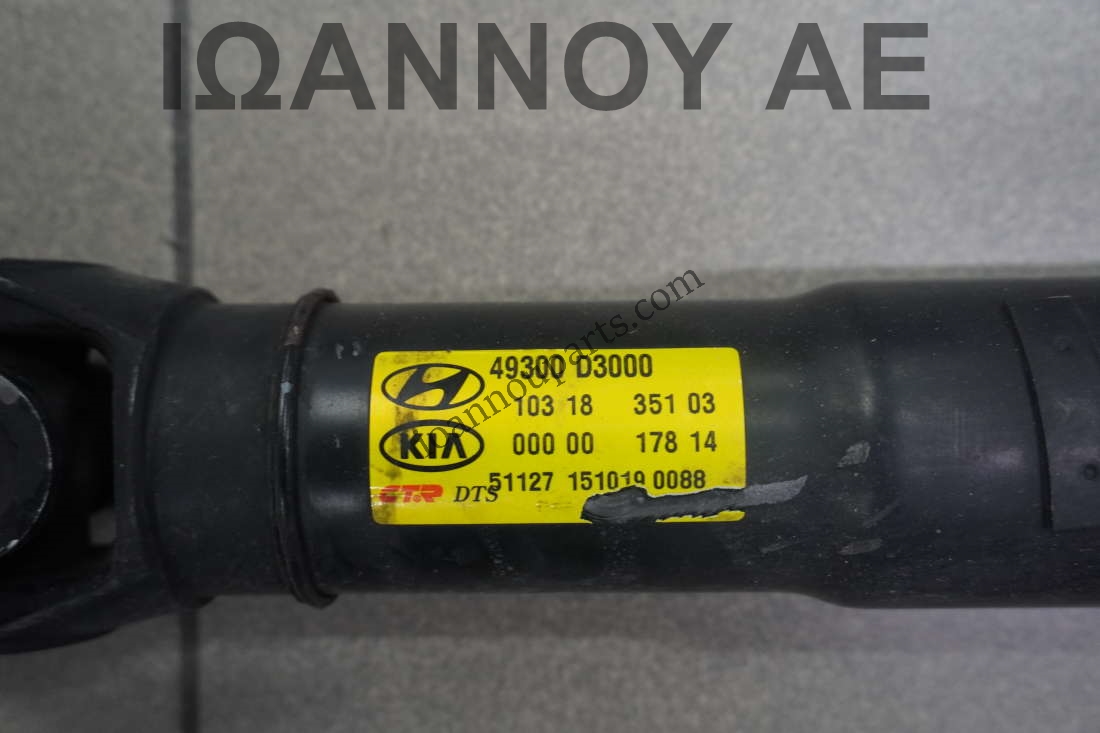 ΙΩΑΝΝΟΥ ΑΕ
ioannouparts.com
49300 D3000
103 18 351 03
KIA 000 00 178 14
51127 151019 0088
CTR DTS